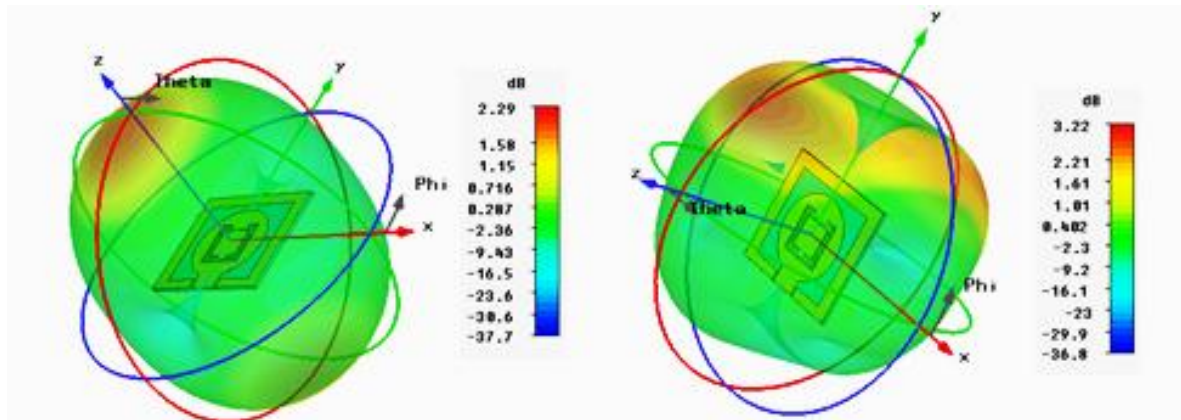 z
Theta
y
Phi
x
dB
2.29
1.58
1.15
0.716
0.287
-2.36
-9.43
-16.5
-23.6
-30.6
-37.7
y
z
Theta
Phi
x
dB
3.22
2.21
1.61
1.01
0.402
-2.3
-9.2
-16.1
-23
-29.9
-36.8